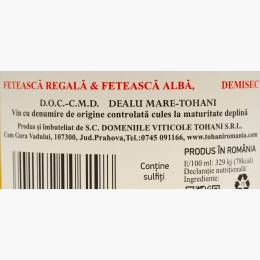 FETEASCĂ REGALĂ & FETEASCĂ ALBĂ, DEMISEC
D.O.C.-C.M.D. DEALU MARE-TOHANI
Vin cu denumire de origine controlată cules la maturitate deplină
Produs și îmbuteliat de S.C. DOMENIILE VITICOLE TOHANI S.R.L,
Com Gura Vadului, 107300, Jud.Prahova,Tel:0745 091166, www.tohaniromania.com
Conține
sulfiți
PRODUS ÎN ROMÂNIA
E/100 ml: 329 kj (78kcal)
Declarație nutrițională/
Ingrediente: